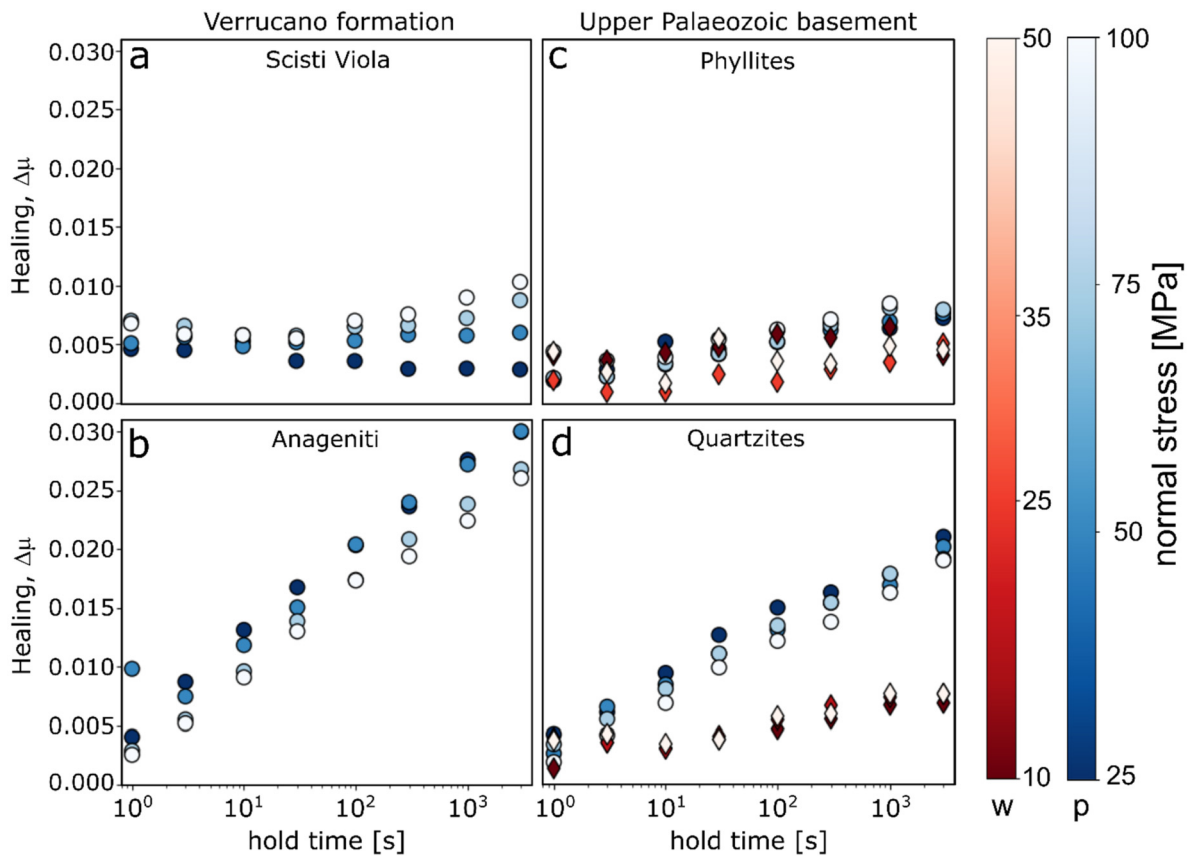 Verrucano formation
Upper Palaeozoic basement
a
Scisti Viola
0.030
0.025
0.020
0.015
0.010
0.005
0.000
Healing, Δμ
c
Phyllites
b
Anageniti
0.030
0.025
0.020
0.015
0.010
0.005
0.000
Healing, Δμ
10⁰ 10¹ 10² 10³
hold time [s]
d
Quartzites
10⁰ 10¹ 10² 10³
hold time [s]
50
35
25
10
w
100
75
50
25
p
normal stress [MPa]